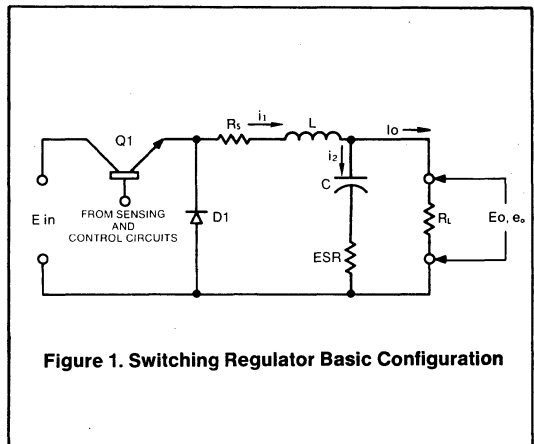 Q1
Rs
i₁
L
Io
i₂
C
E in
FROM SENSING
AND
CONTROL CIRCUITS
D1
RL
Eo, eo
ESR
Figure 1. Switching Regulator Basic Configuration